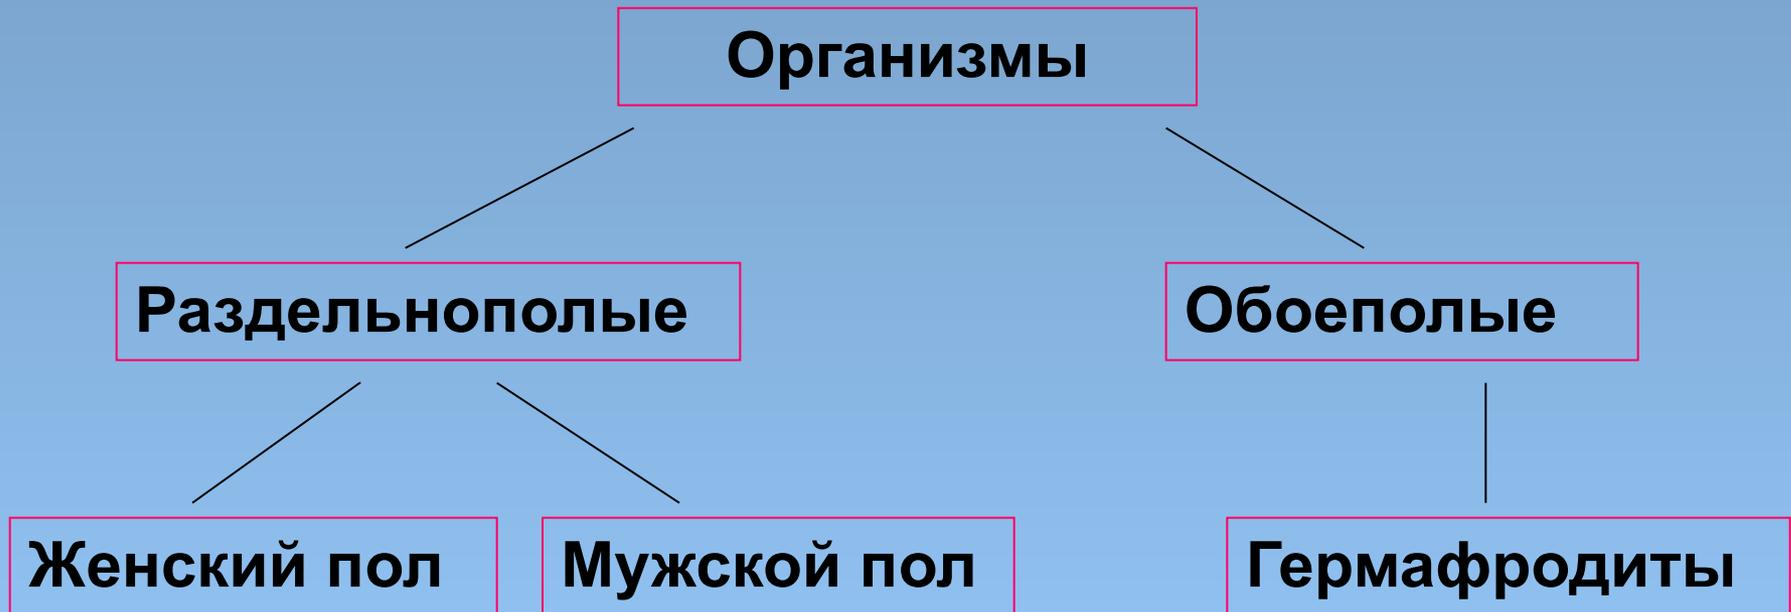 Организмы
Раздельнополые
Обоеполые
Женский пол
Мужской пол
Гермафродиты